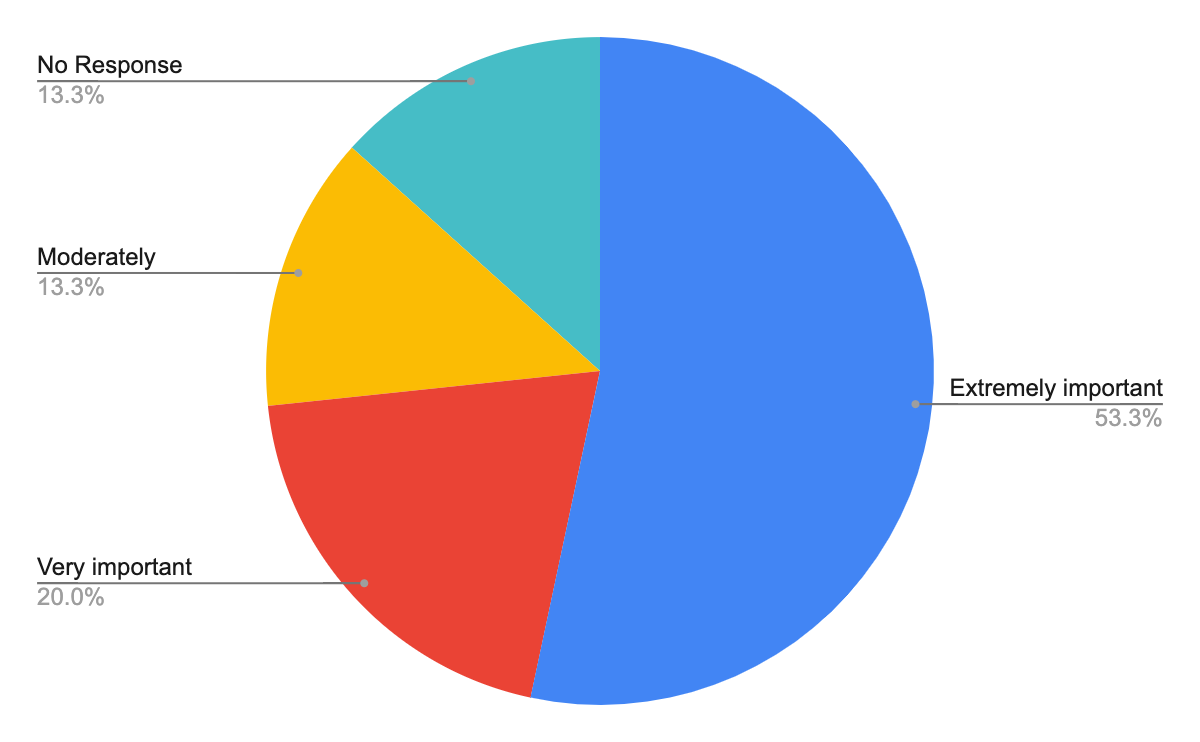 No Response
13.3%
Moderately
13.3%
Extremely important
53.3%
Very important
20.0%